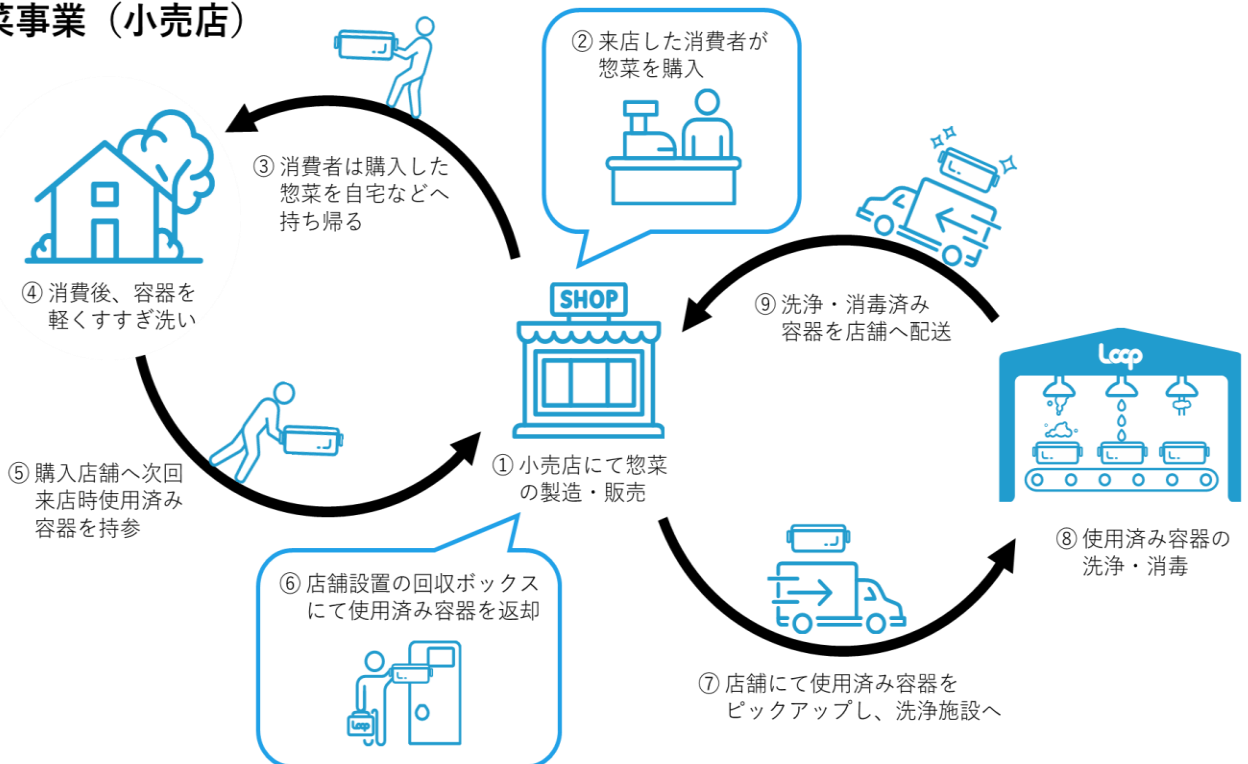 菜事業（小売店）
② 来店した消費者が
惣菜を購入
③ 消費者は購入した
惣菜を自宅などへ
持ち帰る
④ 消費後、容器を
軽くすすぎ洗い
SHOP
① 小売店にて惣菜
の製造・販売
⑨ 洗浄・消毒済み
容器を店舗へ配送
Loop
⑤ 購入店舗へ次回
来店時使用済み
容器を持参
⑧ 使用済み容器の
洗浄・消毒
⑥ 店舗設置の回収ボックス
にて使用済み容器を返却
Loop
⑦ 店舗にて使用済み容器を
ピックアップし、洗浄施設へ